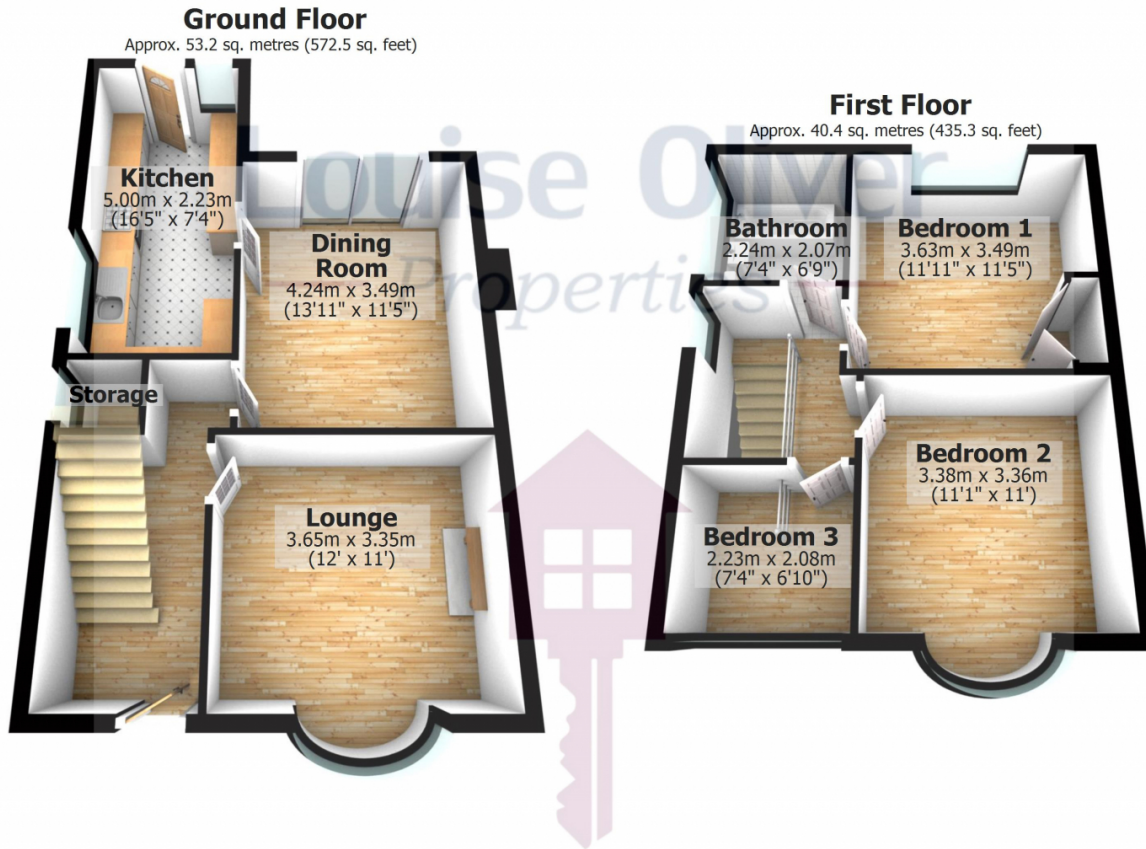 Ground Floor
Approx. 53.2 sq. metres (572.5 sq. feet)
Kitchen
5.00m x 2.23m
(16'5" x 7'4")
Dining
Room
4.24m x 3.49m
(13'11" x 11'5")
Storage
Lounge
3.65m x 3.35m
(12' x 11')
First Floor
Approx. 40.4 sq. metres (435.3 sq. feet)
Bathroom
2.24m x 2.07m
(7'4" x 6'9")
Bedroom 1
3.63m x 3.49m
(11'11" x 11'5")
Bedroom 2
3.38m x 3.36m
(11'1" x 11')
Bedroom 3
2.23m x 2.08m
(7'4" x 6'10")
Louise Oliver
Properties